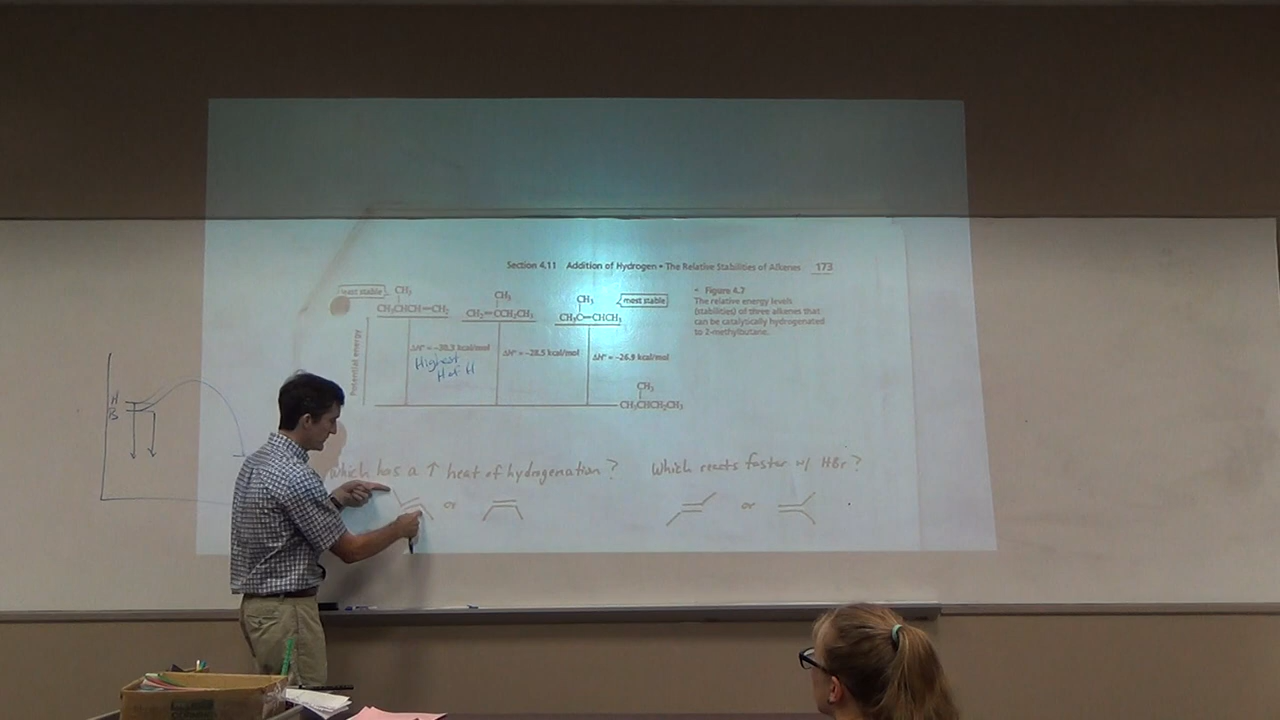 Section 4.11 Addition of Hydrogen • The Relative Stabilities of Alkenes 173
least stable
CH3
CH3CHCH=CH2
CH3
CH2=CCH2CH3
CH3
CH3C=CHCH3
most stable
Figure 4.7
The relative energy levels
(stabilities) of three alkenes that
can be catalytically hydrogenated
to 2-methylbutane.
Potential energy
ΔH° = -30.3 kcal/mol
ΔH° = -28.5 kcal/mol
ΔH° = -26.9 kcal/mol
Highest
H of H
CH3
CH3CHCH2CH3
H
B
Which has a ↑ heat of hydrogenation?
Which reacts faster w/ HBr?
or
or